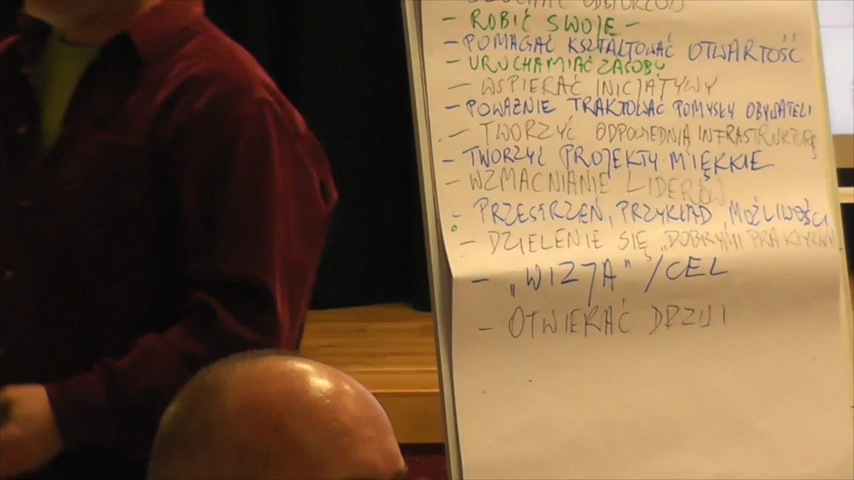 - ROBIĆ SWOJE -
- POMAGAĆ KSZTAŁTOWAĆ OTWARTOŚĆ
- URUCHAMIAĆ ZASOBY
- WSPIERAĆ INICJATYWY
- POWAŻNIE TRAKTOWAĆ POMYSŁY OBYWATELI
- TWORZYĆ ODPOWIEDNIĄ INFRASTRUKTURĘ
- TWORZYĆ PROJEKTY MIĘKKIE
- WZMACNIANIE LIDERÓW
- PRZESTRZEŃ, PRZYKŁAD MOŻLIWOŚCI
- DZIELENIE SIĘ „DOBRYMI PRAKTYKAMI
- „WIZJA" / CEL
- OTWIERAĆ DRZWI